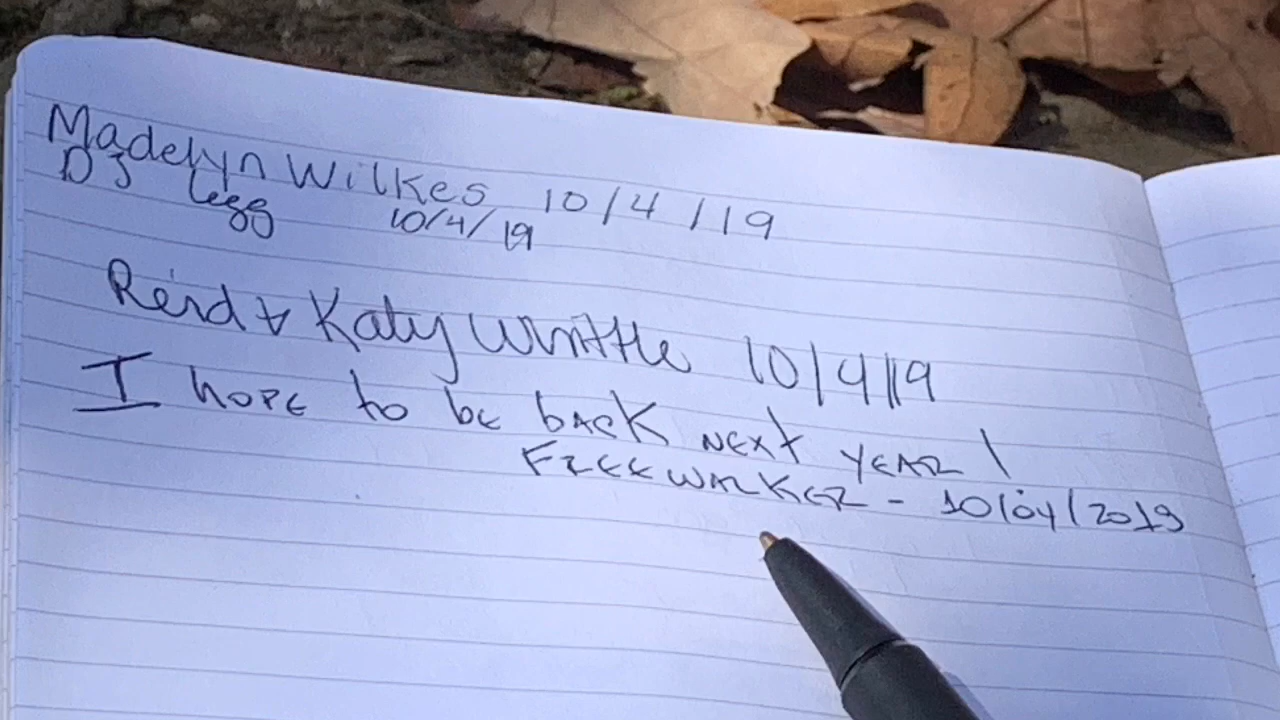 Madelyn Wilkes 10/4/19
DJ Legg 10/4/19
Reid + Katy 10/4/19
I HOPE to BE BACK NEXT YEAR!
FREEWALKER - 10/04/2019